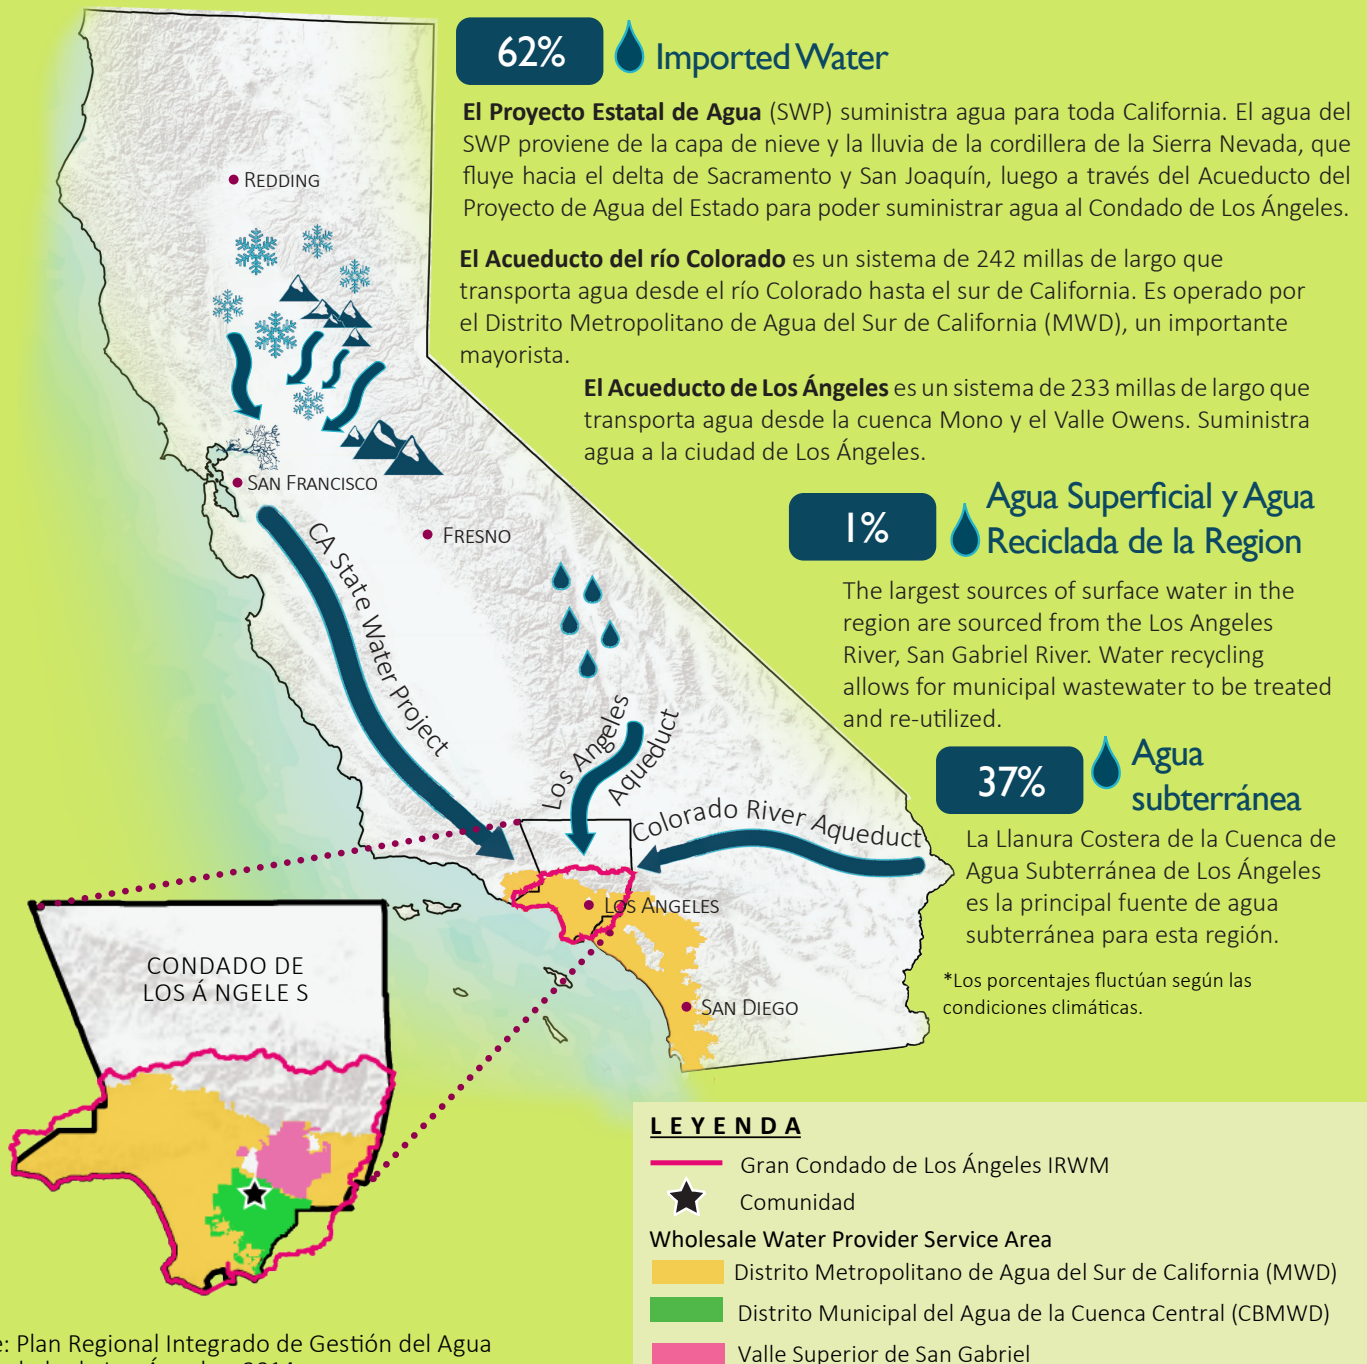 62%
Imported Water
El Proyecto Estatal de Agua (SWP) suministra agua para toda California. El agua del
SWP proviene de la capa de nieve y la lluvia de la cordillera de la Sierra Nevada, que
fluye hacia el delta de Sacramento y San Joaquín, luego a través del Acueducto del
Proyecto de Agua del Estado para poder suministrar agua al Condado de Los Ángeles.
El Acueducto del río Colorado es un sistema de 242 millas de largo que
transporta agua desde el río Colorado hasta el sur de California. Es operado por
el Distrito Metropolitano de Agua del Sur de California (MWD), un importante
mayorista.
El Acueducto de Los Ángeles es un sistema de 233 millas de largo que
transporta agua desde la cuenca Mono y el Valle Owens. Suministra
agua a la ciudad de Los Ángeles.
1%
Agua Superficial y Agua
Reciclada de la Region
The largest sources of surface water in the
region are sourced from the Los Angeles
River, San Gabriel River. Water recycling
allows for municipal wastewater to be treated
and re-utilized.
37%
Agua
subterránea
La Llanura Costera de la Cuenca de
Agua Subterránea de Los Ángeles
es la principal fuente de agua
subterránea para esta región.
*Los porcentajes fluctúan según las
condiciones climáticas.
REDDING
SAN FRANCISCO
FRESNO
CA State Water Project
Los Angeles
Aqueduct
Colorado River Aqueduct
LOS ANGELES
SAN DIEGO
CONDADO DE
LOS Á NGELE S
LEYENDA
Gran Condado de Los Ángeles IRWM
Comunidad
Wholesale Water Provider Service Area
Distrito Metropolitano de Agua del Sur de California (MWD)
Distrito Municipal del Agua de la Cuenca Central (CBMWD)
Valle Superior de San Gabriel
e: Plan Regional Integrado de Gestión del Agua